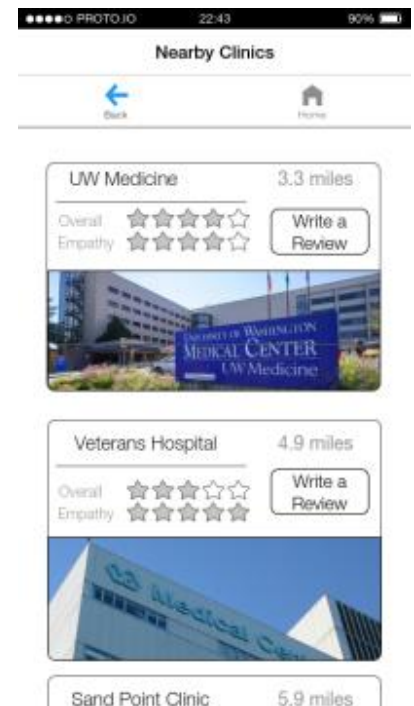 PROTO.IO 22:43 90%
Nearby Clinics
Back Home
UW Medicine 3.3 miles
Overall
Empathy
Write a
Review
UNIVERSITY OF WASHINGTON
MEDICAL CENTER
UW Medicine
Veterans Hospital 4.9 miles
Overall
Empathy
Write a
Review
Medical
Sand Point Clinic 5.9 miles